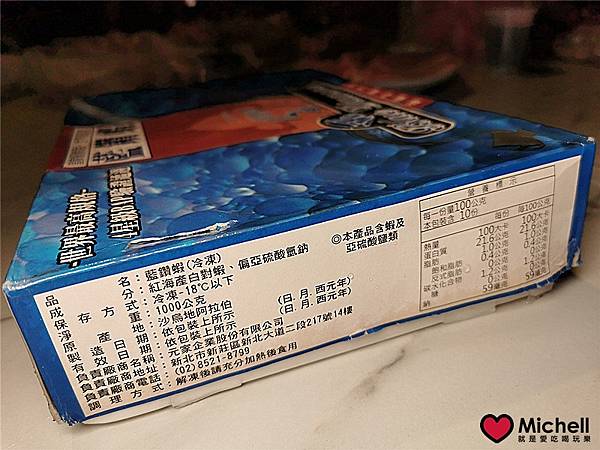 -世界最高規格-
品名：藍鑽蝦(冷凍)
成分：紅海產白對蝦、偏亞硫酸氫鈉
保存方式：冷凍-18°C以下
淨重：1000公克
原產地：沙烏地阿拉伯
製造日期：依包裝上所示 (日.月.西元年)
有效日期：依包裝上所示 (日.月.西元年)
負責廠商名稱：元家企業股份有限公司
負責廠商地址：新北市新莊區新北大道二段217號14樓
負責廠商電話：(02)8521-8799
調理方式：解凍後請充分加熱後食用
◎本產品含蝦及
亞硫酸鹽類
營養標示
每一份量100公克
本包裝含 10份
每份 每100公克
熱量 100大卡 100大卡
蛋白質 21.8公克 21.8公克
脂肪 0.4公克 0.4公克
飽和脂肪 0.2公克 0.2公克
反式脂肪 0公克 0公克
碳水化合物
糖 0公克 0公克
鈉 59毫克 59毫克
Michell
就是愛吃喝玩樂